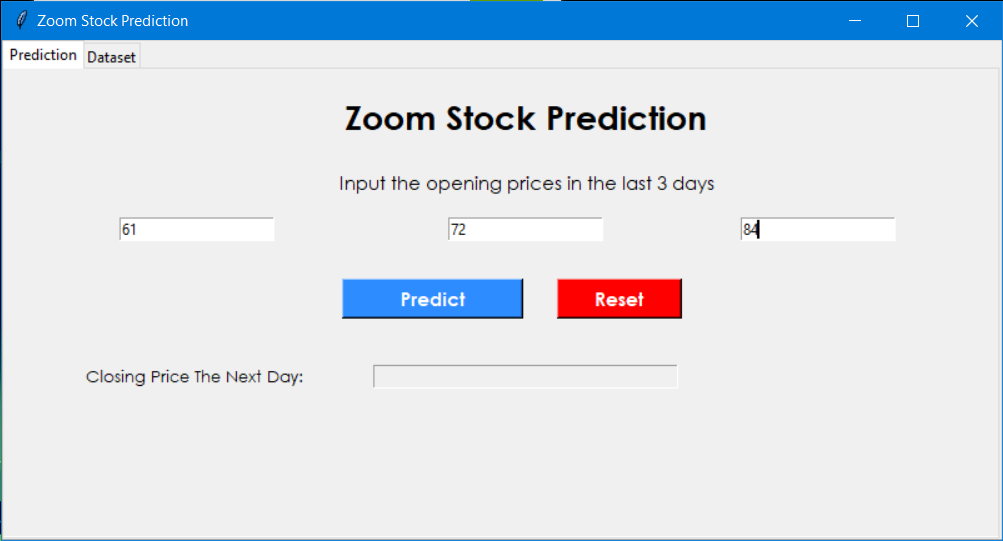 Zoom Stock Prediction
Prediction Dataset
Zoom Stock Prediction
Input the opening prices in the last 3 days
61 72 84
Predict Reset
Closing Price The Next Day: